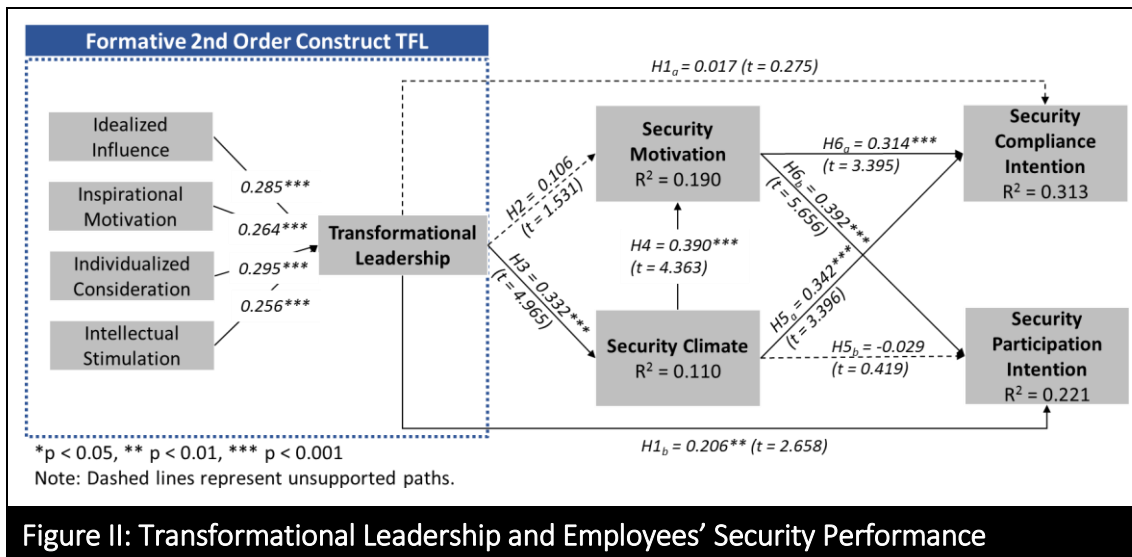 Formative 2nd Order Construct TFL
Idealized
Influence
Inspirational
Motivation
Individualized
Consideration
Intellectual
Stimulation
0.285***
0.264***
0.295***
0.256***
Transformational
Leadership
H1a = 0.017 (t = 0.275)
H2 = 0.106
(t = 1.531)
H3 = 0.332***
(t = 4.965)
Security
Motivation
R² = 0.190
H4 = 0.390***
(t = 4.363)
Security Climate
R² = 0.110
H6a = 0.314***
(t = 3.395)
H6b = 0.392***
(t = 5.656)
H5a = 0.342***
(t = 3.396)
H5b = -0.029
(t = 0.419)
Security
Compliance
Intention
R² = 0.313
Security
Participation
Intention
R² = 0.221
H1b = 0.206** (t = 2.658)
*p < 0.05, ** p < 0.01, *** p < 0.001
Note: Dashed lines represent unsupported paths.
Figure II: Transformational Leadership and Employees' Security Performance